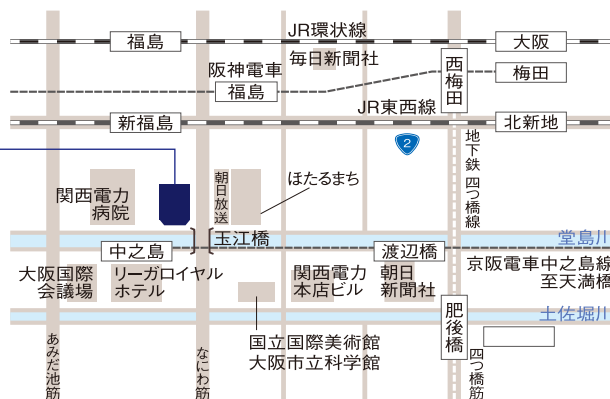 JR環状線
福島
大阪
毎日新聞社
西梅田
阪神電車
福島
梅田
JR東西線
新福島
北新地
2
地下鉄 四つ橋線
関西電力
病院
朝日放送
ほたるまち
堂島川
中之島
玉江橋
渡辺橋
京阪電車中之島線
至天満橋
大阪国際
会議場
リーガロイヤル
ホテル
関西電力
本店ビル
朝日
新聞社
土佐堀川
肥後橋
国立国際美術館
大阪市立科学館
あみだ池筋
なにわ筋
四つ橋筋